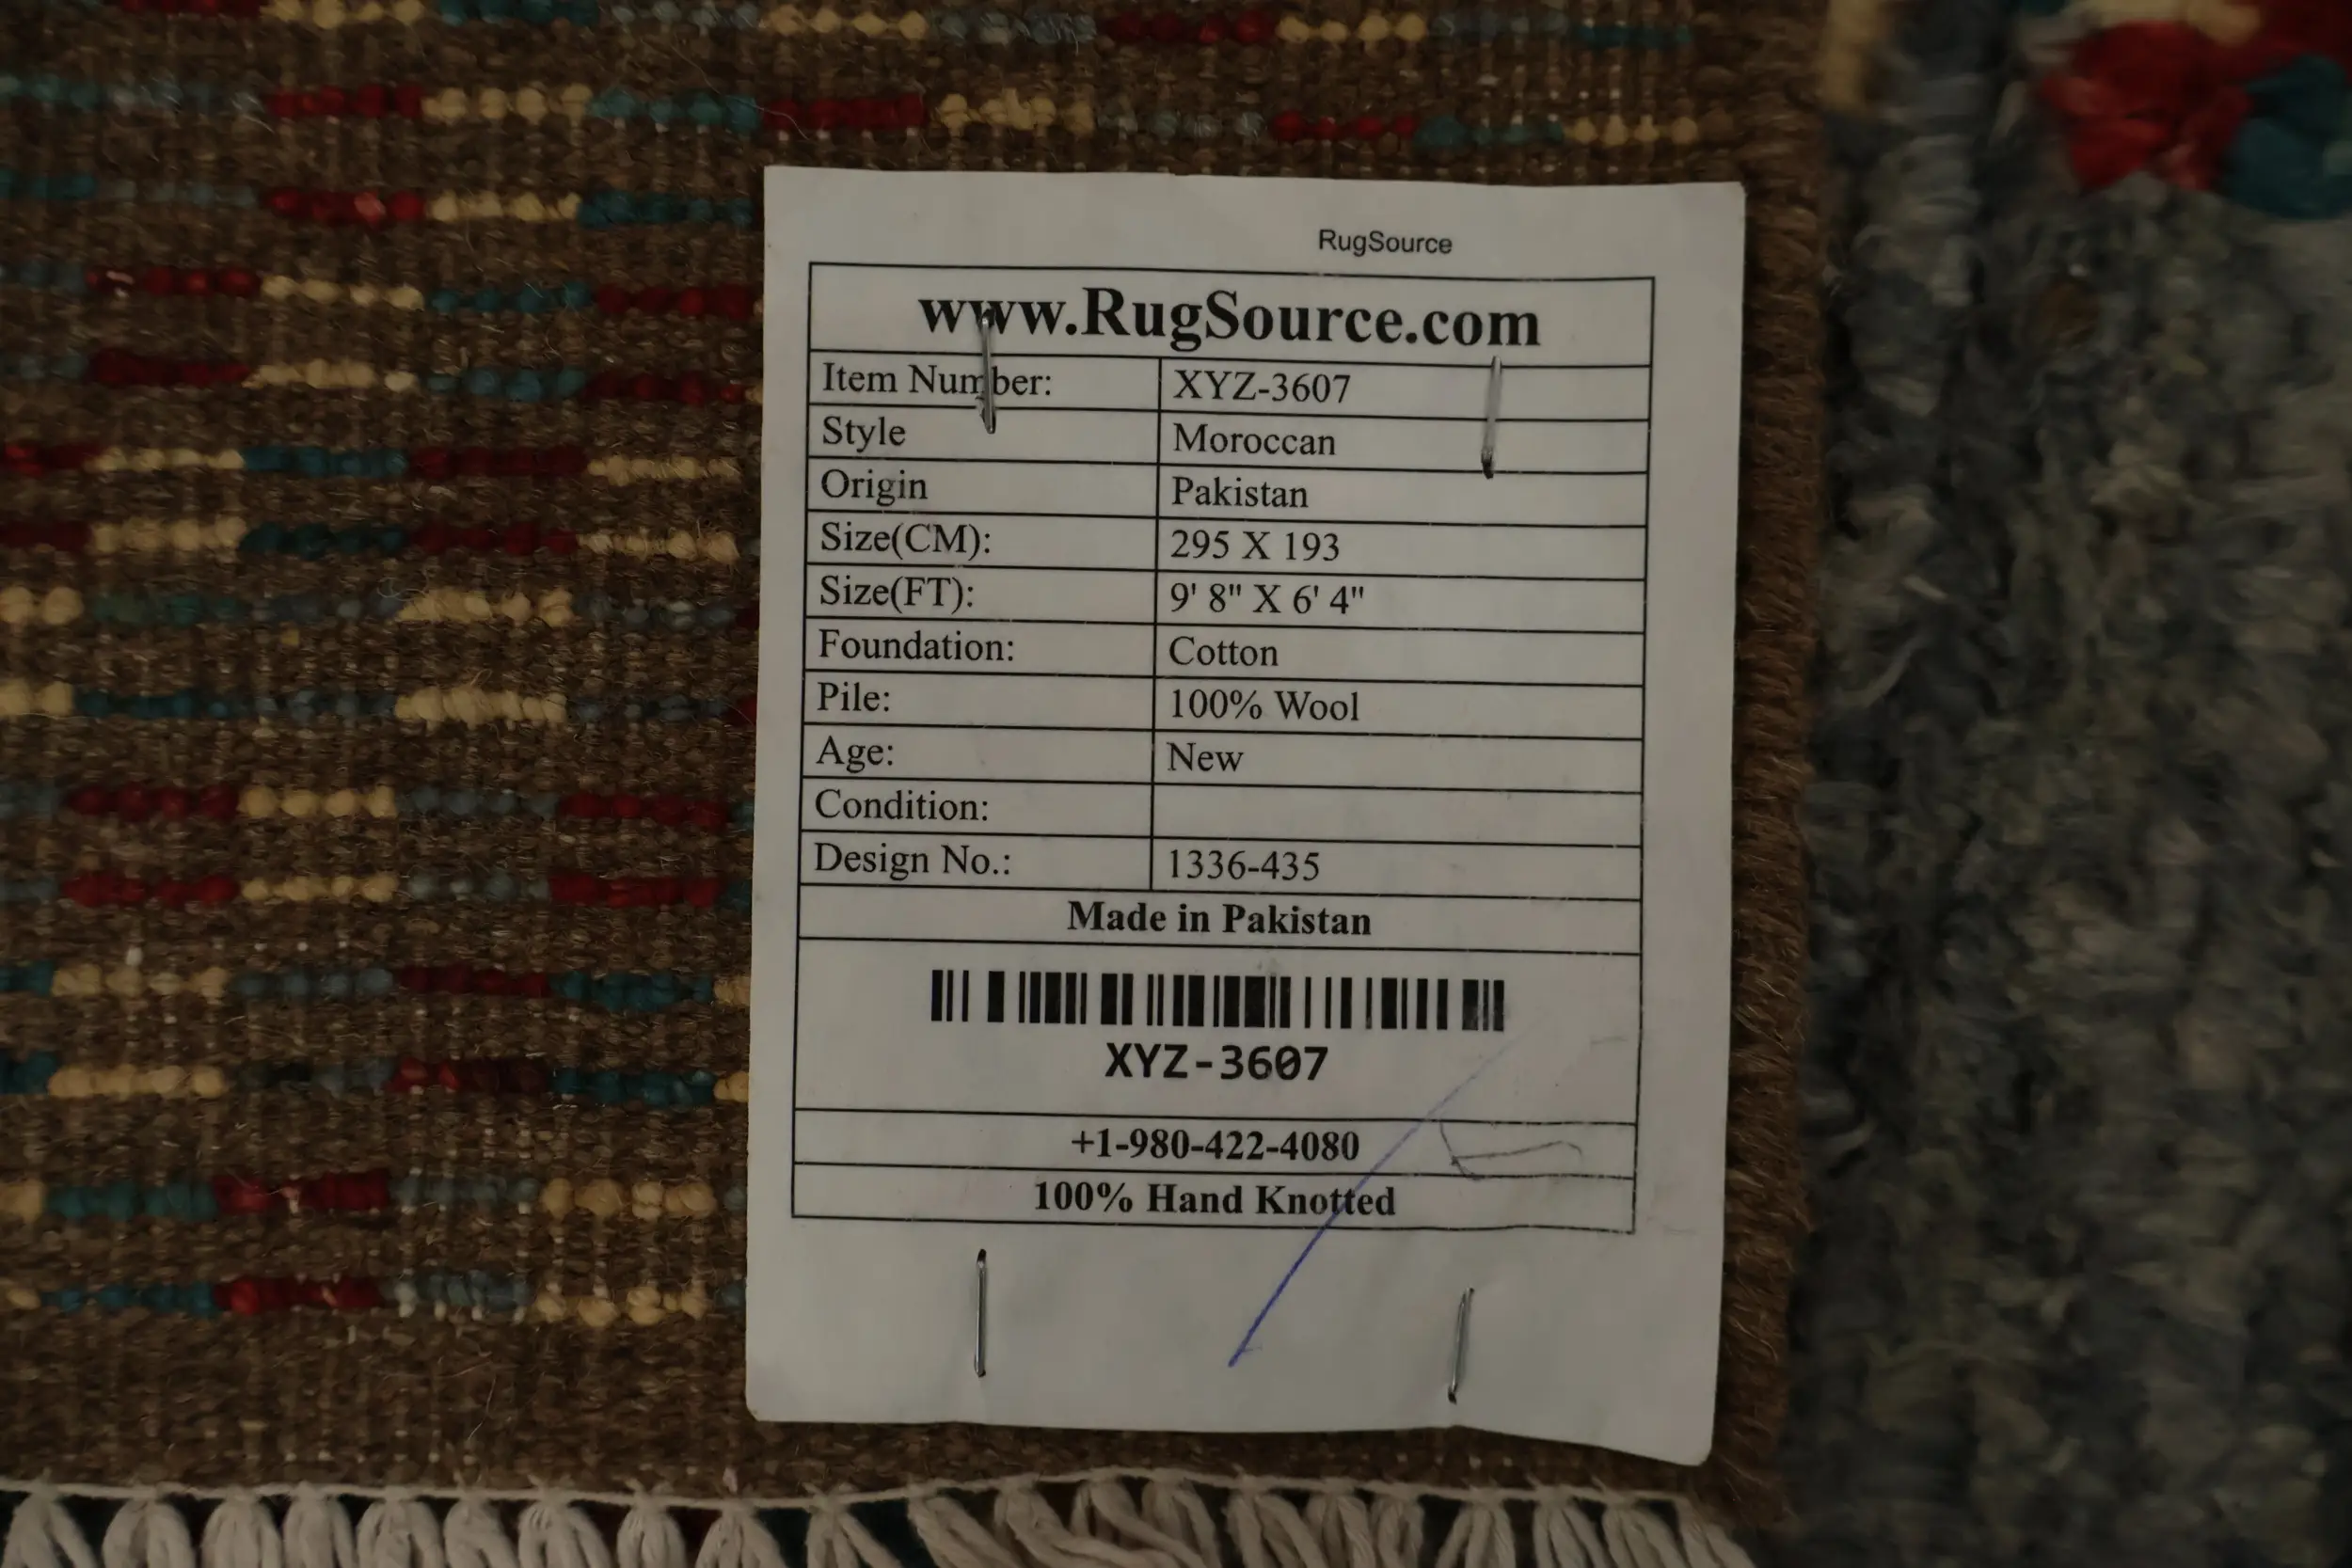 RugSource
www.RugSource.com
Item Number: XYZ-3607
Style Moroccan
Origin Pakistan
Size(CM): 295 X 193
Size(FT): 9' 8" X 6' 4"
Foundation: Cotton
Pile: 100% Wool
Age: New
Condition:
Design No.: 1336-435
Made in Pakistan
XYZ-3607
+1-980-422-4080
100% Hand Knotted